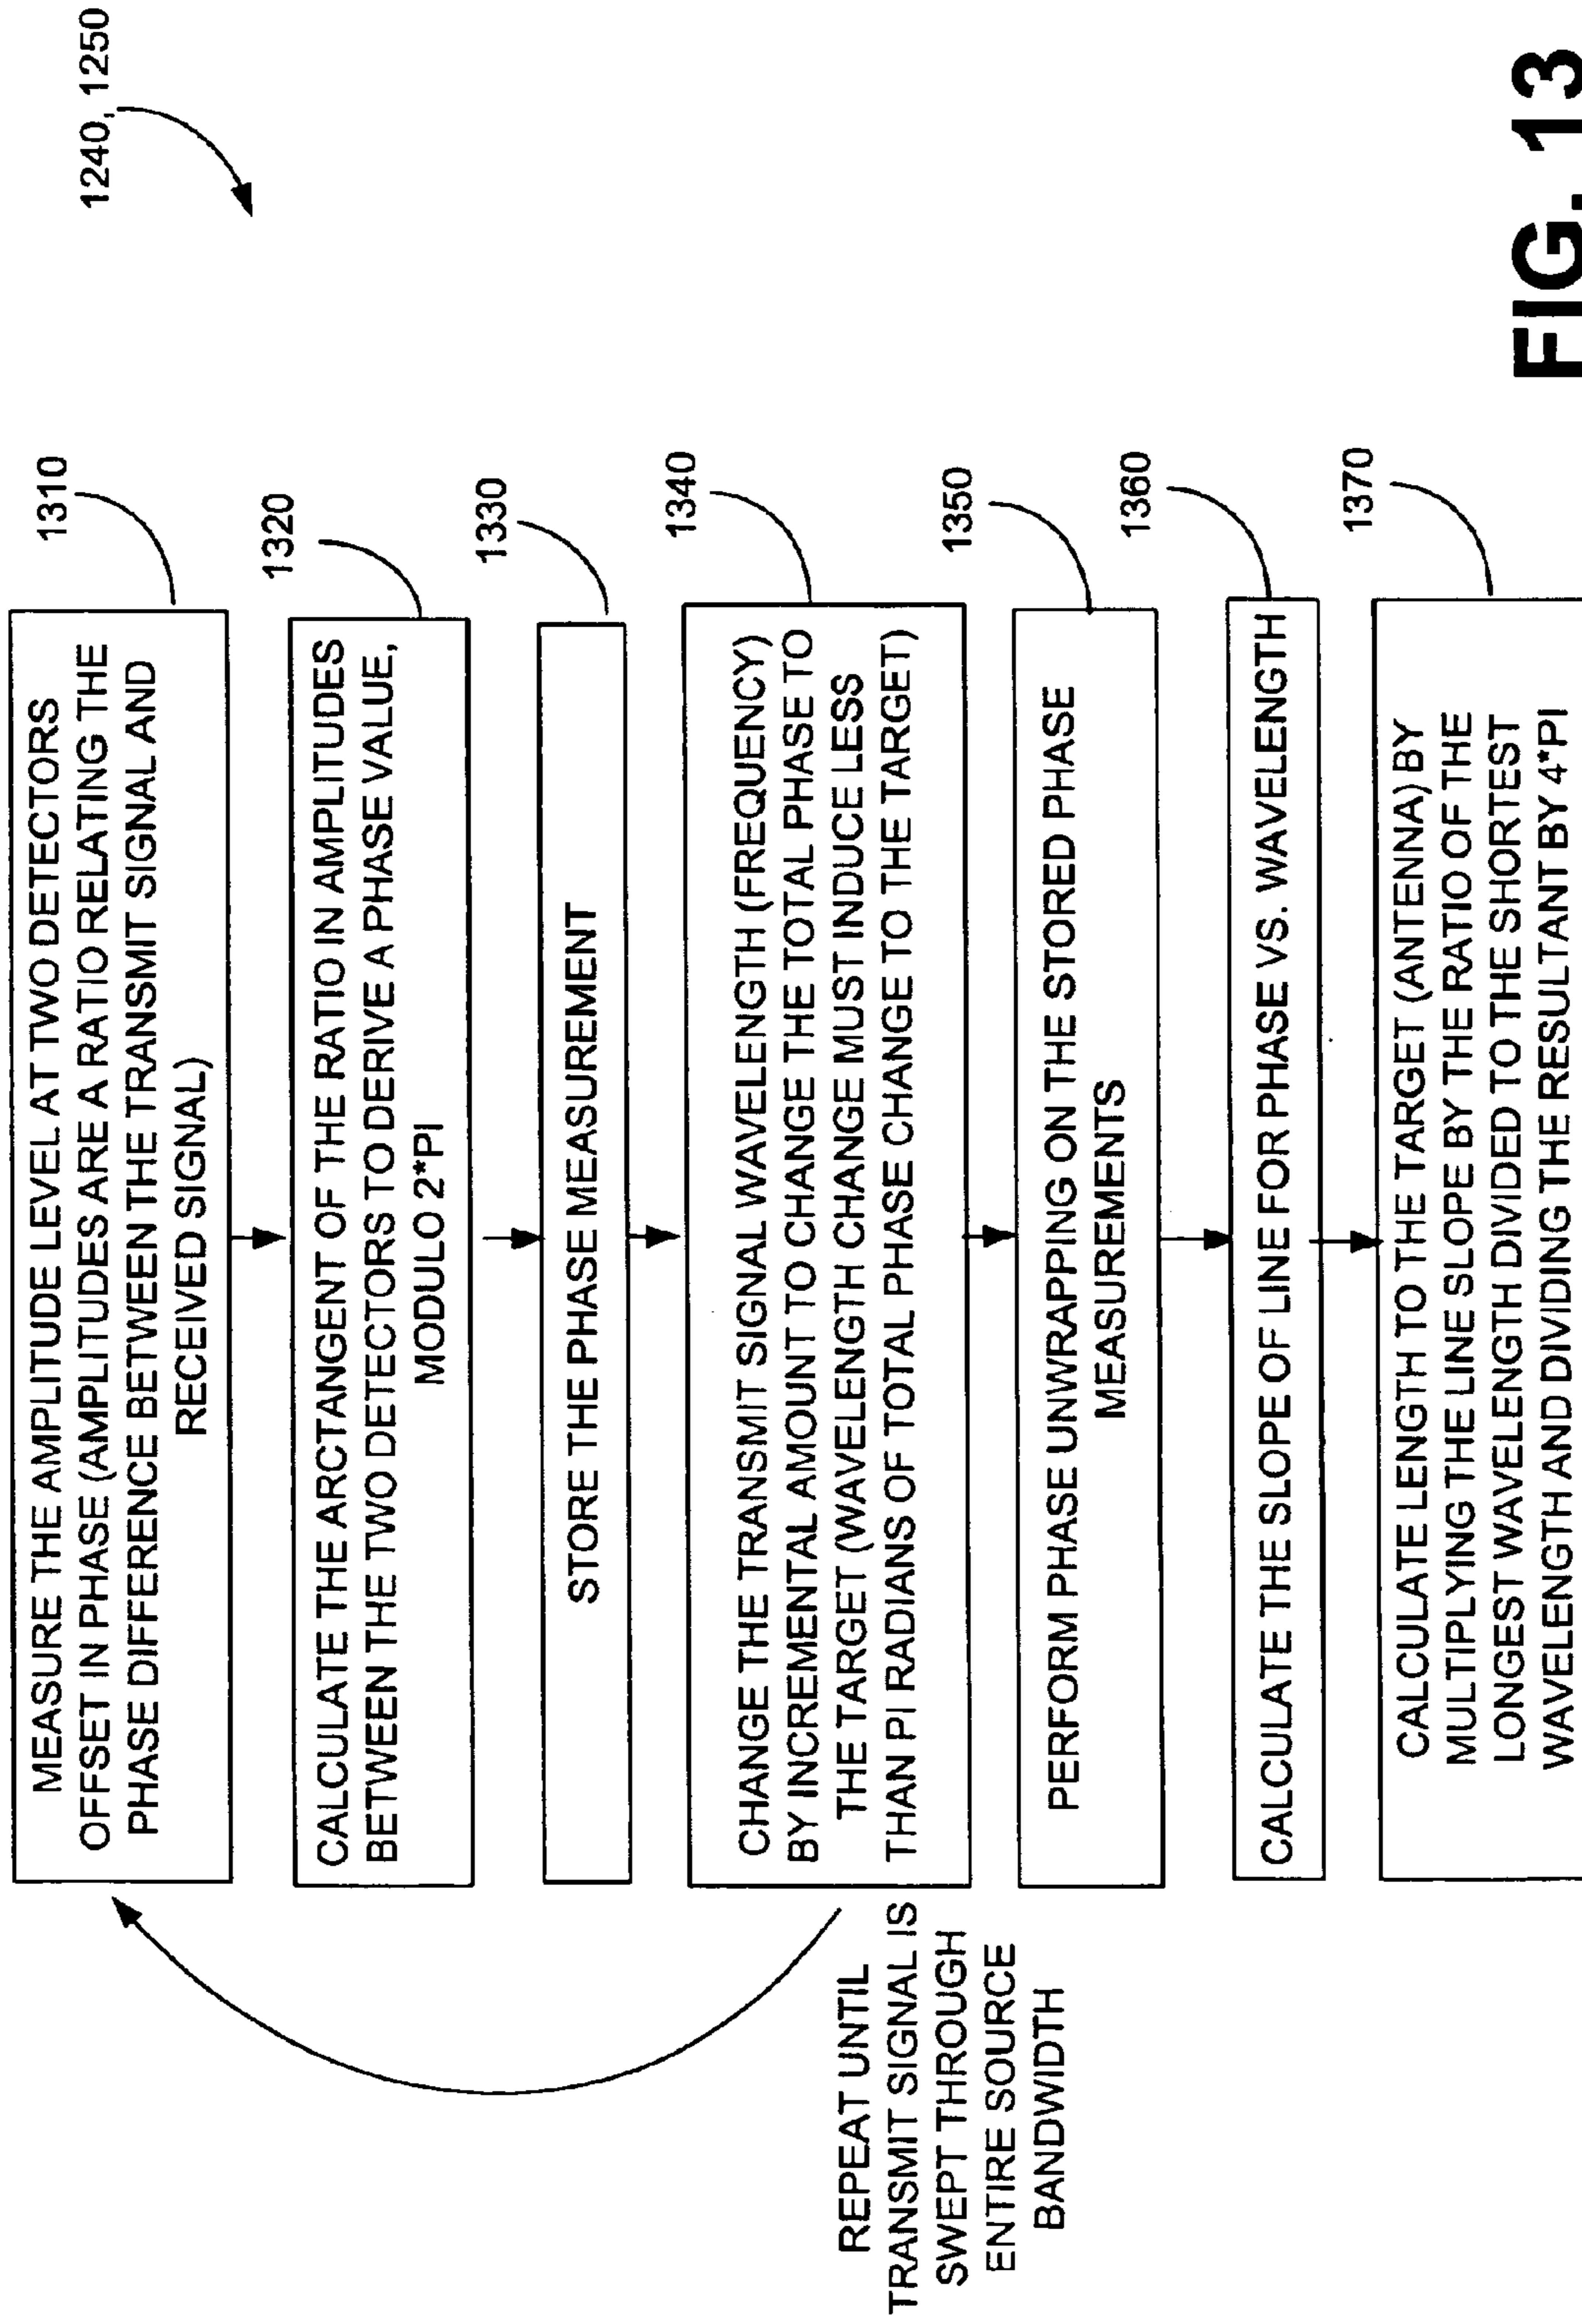 1240, 1250
MEASURE THE AMPLITUDE LEVEL AT TWO DETECTORS
OFFSET IN PHASE (AMPLITUDES ARE A RATIO RELATING THE
PHASE DIFFERENCE BETWEEN THE TRANSMIT SIGNAL AND
RECEIVED SIGNAL)
1310
CALCULATE THE ARCTANGENT OF THE RATIO IN AMPLITUDES
BETWEEN THE TWO DETECTORS TO DERIVE A PHASE VALUE,
MODULO 2*PI
1320
STORE THE PHASE MEASUREMENT
1330
CHANGE THE TRANSMIT SIGNAL WAVELENGTH (FREQUENCY)
BY INCREMENTAL AMOUNT TO CHANGE THE TOTAL PHASE TO
THE TARGET (WAVELENGTH CHANGE MUST INDUCE LESS
THAN PI RADIANS OF TOTAL PHASE CHANGE TO THE TARGET)
1340
REPEAT UNTIL
TRANSMIT SIGNAL IS
SWEPT THROUGH
ENTIRE SOURCE
BANDWIDTH
PERFORM PHASE UNWRAPPING ON THE STORED PHASE
MEASUREMENTS
1350
CALCULATE THE SLOPE OF LINE FOR PHASE VS. WAVELENGTH
1360
CALCULATE LENGTH TO THE TARGET (ANTENNA) BY
MULTIPLYING THE LINE SLOPE BY THE RATIO OF THE
LONGEST WAVELENGTH DIVIDED TO THE SHORTEST
WAVELENGTH AND DIVIDING THE RESULTANT BY 4*PI
1370
FIG. 13